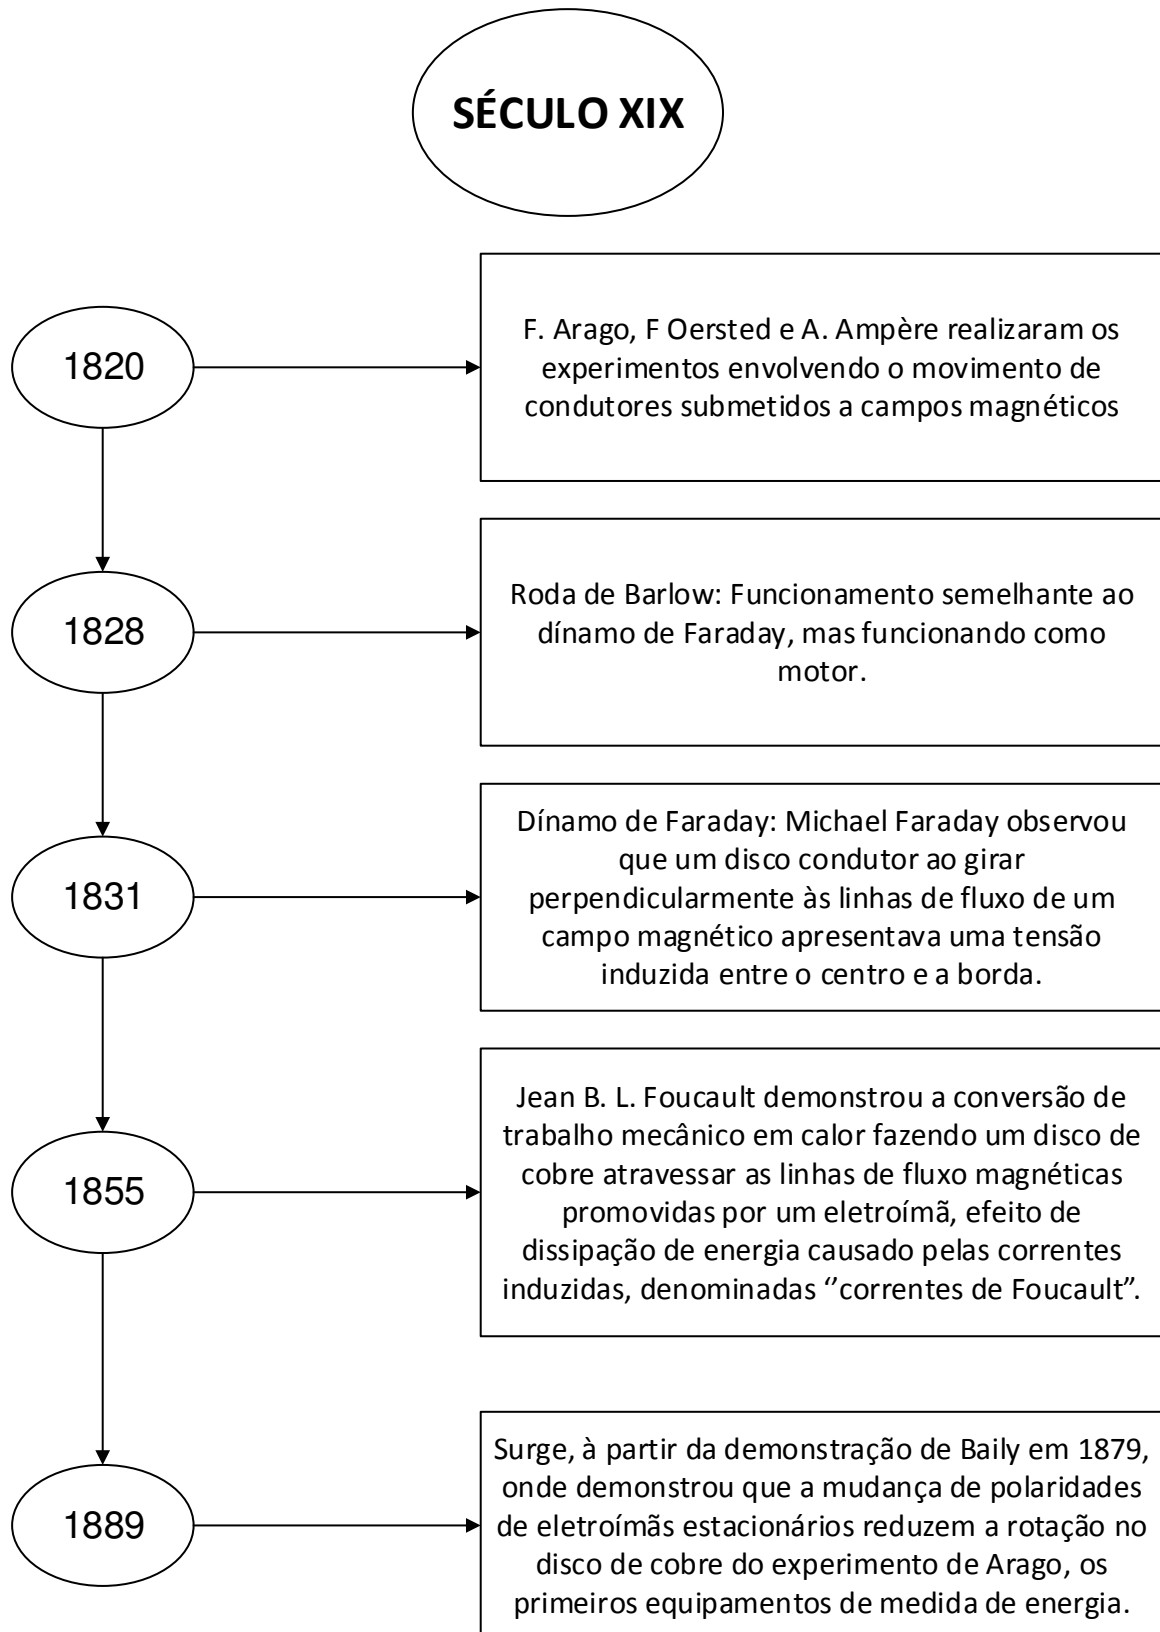 SÉCULO XIX
1820
F. Arago, F Oersted e A. Ampère realizaram os
experimentos envolvendo o movimento de
condutores submetidos a campos magnéticos
1828
Roda de Barlow: Funcionamento semelhante ao
dínamo de Faraday, mas funcionando como
motor.
1831
Dínamo de Faraday: Michael Faraday observou
que um disco condutor ao girar
perpendicularmente às linhas de fluxo de um
campo magnético apresentava uma tensão
induzida entre o centro e a borda.
1855
Jean B. L. Foucault demonstrou a conversão de
trabalho mecânico em calor fazendo um disco de
cobre atravessar as linhas de fluxo magnéticas
promovidas por um eletroímã, efeito de
dissipação de energia causado pelas correntes
induzidas, denominadas ‘’correntes de Foucault”.
1889
Surge, à partir da demonstração de Baily em 1879,
onde demonstrou que a mudança de polaridades
de eletroímãs estacionários reduzem a rotação no
disco de cobre do experimento de Arago, os
primeiros equipamentos de medida de energia.